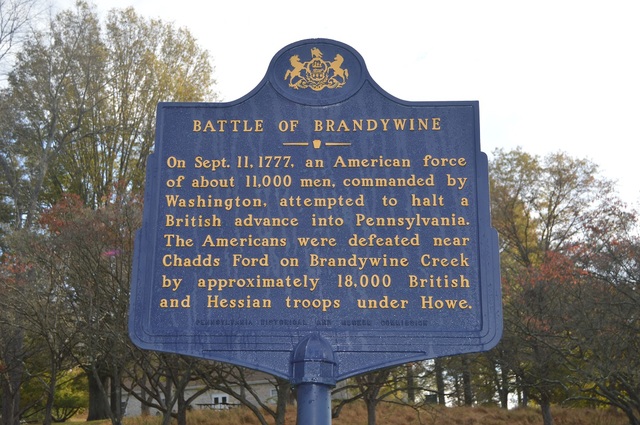 BATTLE OF BRANDYWINE
On Sept. 11, 1777, an American force
of about 11,000 men, commanded by
Washington, attempted to halt a
British advance into Pennsylvania.
The Americans were defeated near
Chadds Ford on Brandywine Creek
by approximately 18,000 British
and Hessian troops under Howe.
PENNSYLVANIA HISTORICAL AND MUSEUM COMMISSION